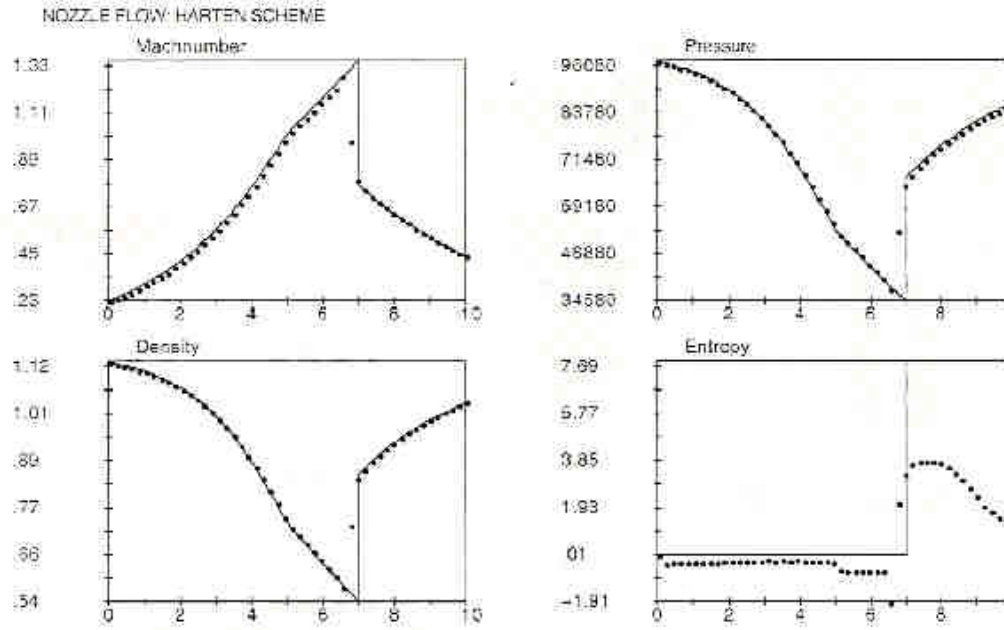 NOZZLE FLOW: HARTEN SCHEME
Machnumber
1.33
1.11
.89
.67
.45
.23
0 2 4 6 8 10
Pressure
96080
83780
71480
59180
46880
34580
0 2 4 6 8
Density
1.12
1.01
.89
.77
.66
.54
0 2 4 6 8 10
Entropy
7.69
5.77
3.85
1.93
.01
-1.91
0 2 4 6 8